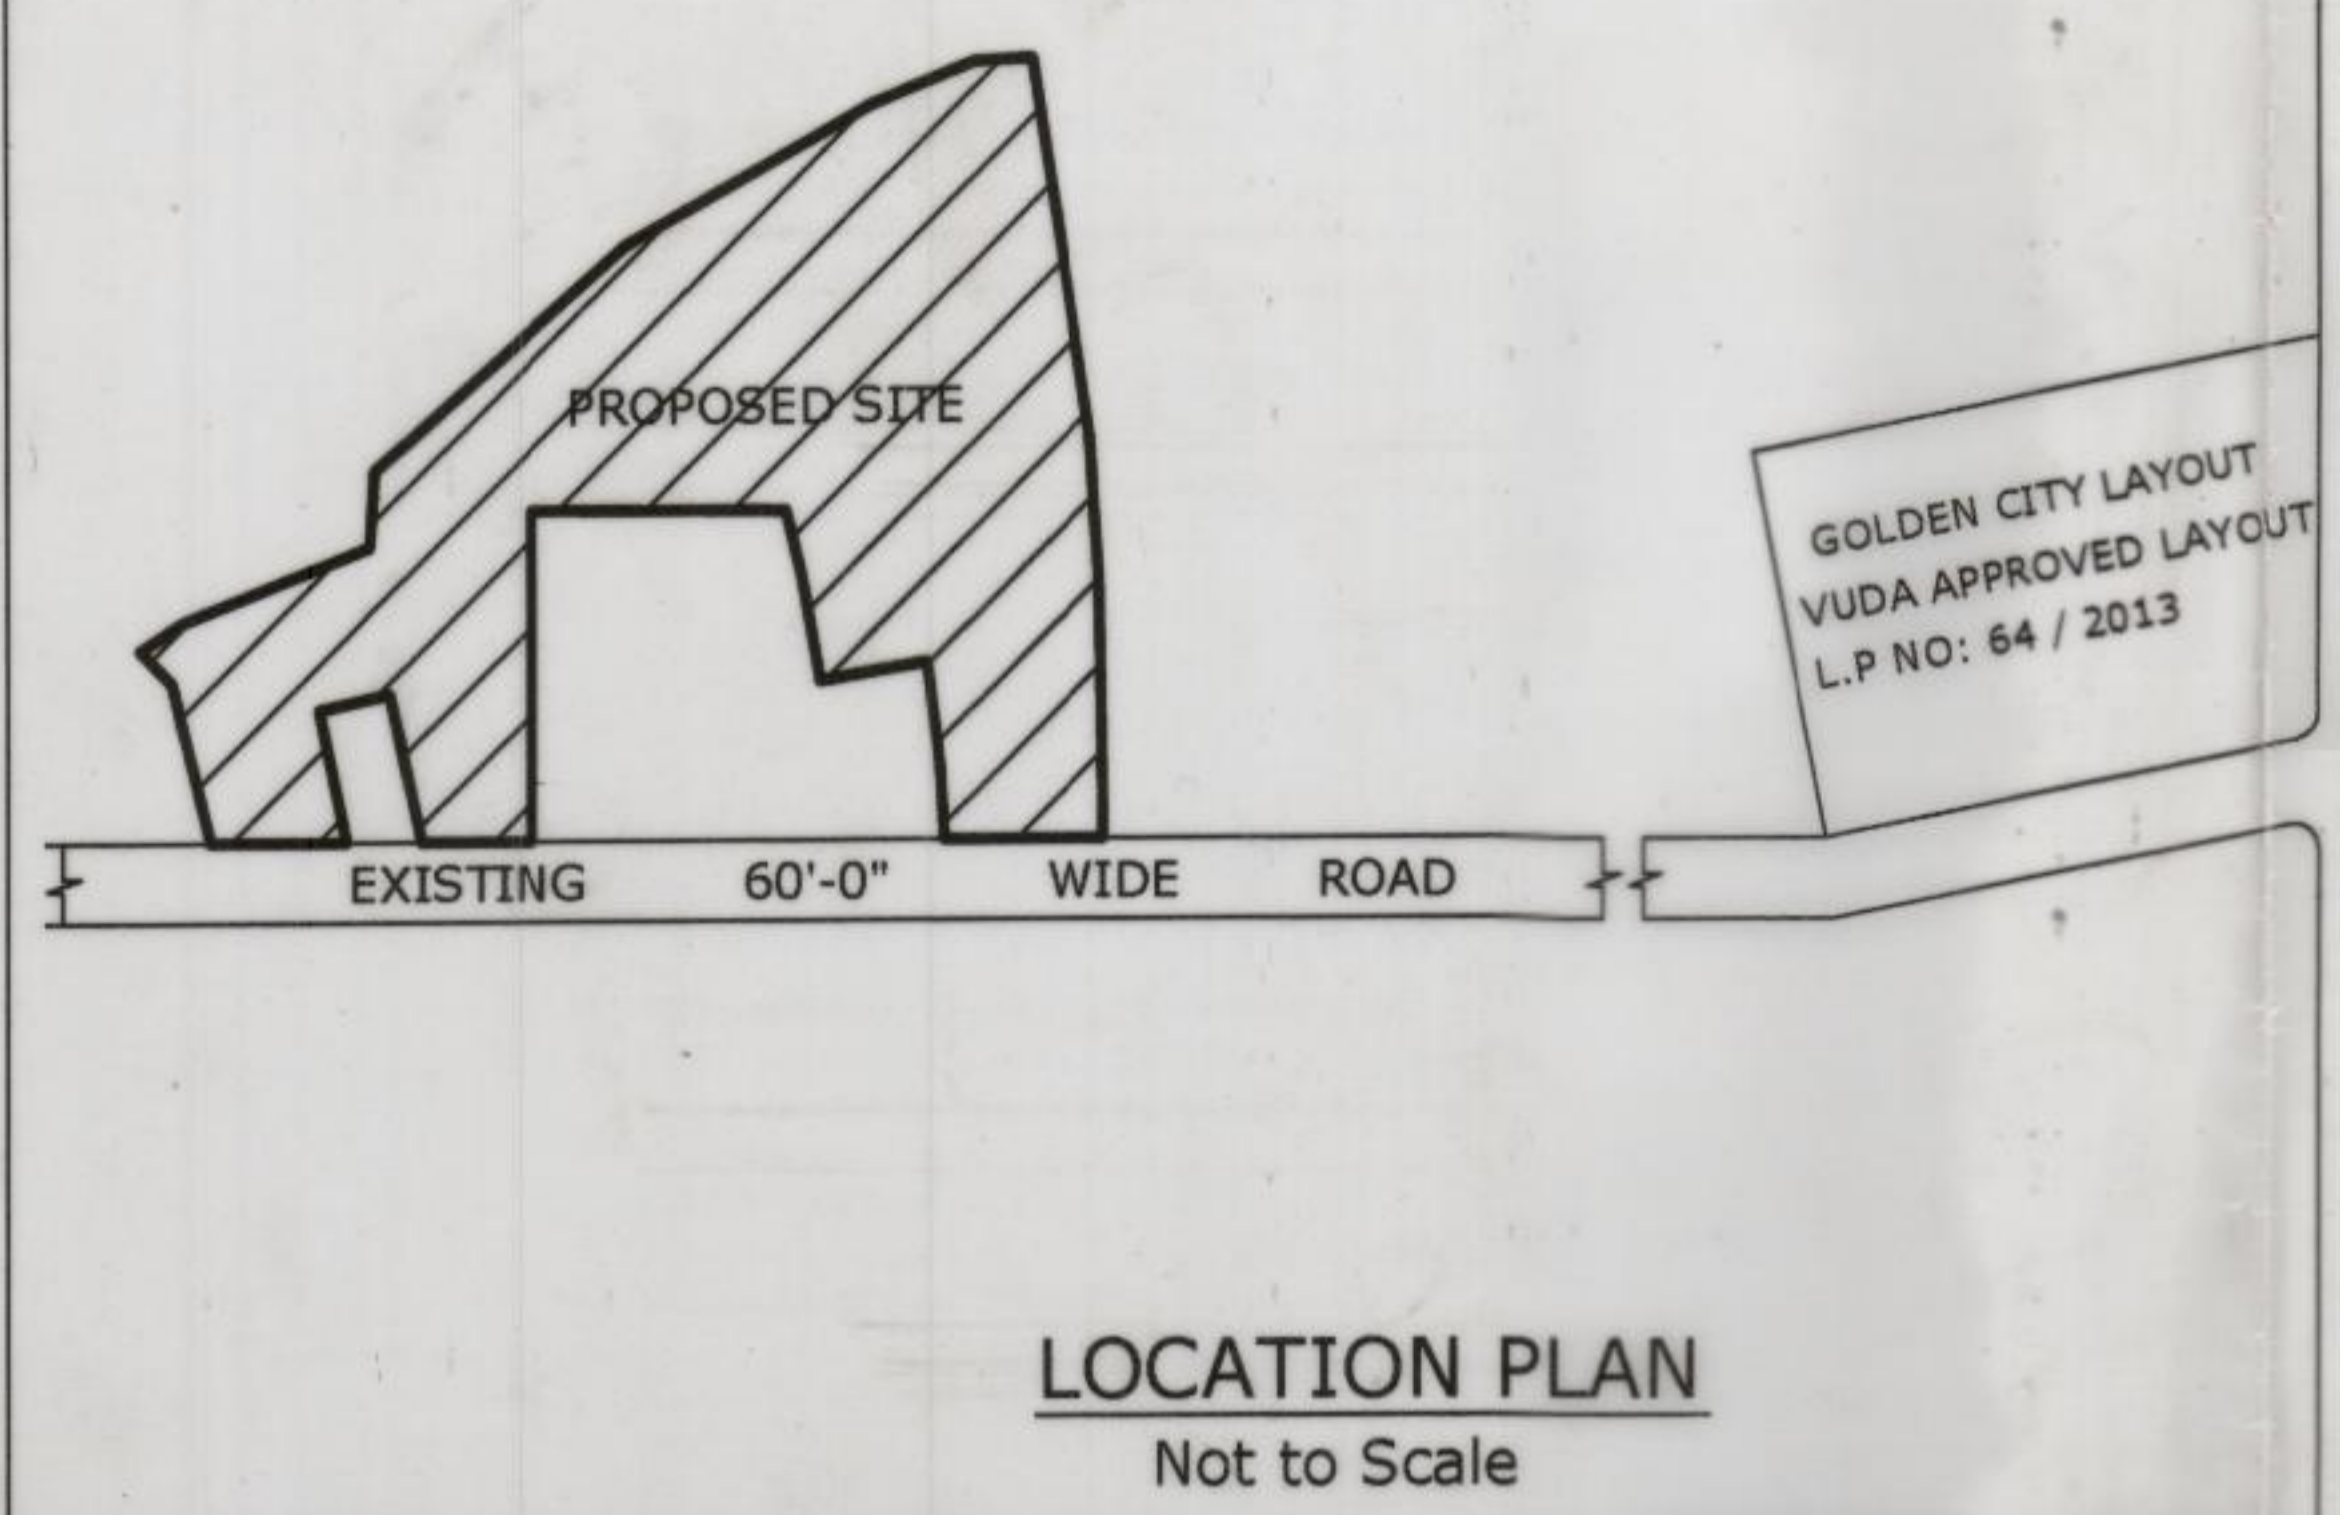 PROPOSED SITE
GOLDEN CITY LAYOUT
VUDA APPROVED LAYOUT
L.P NO: 64 / 2013
EXISTING 60'-0" WIDE ROAD
LOCATION PLAN
Not to Scale